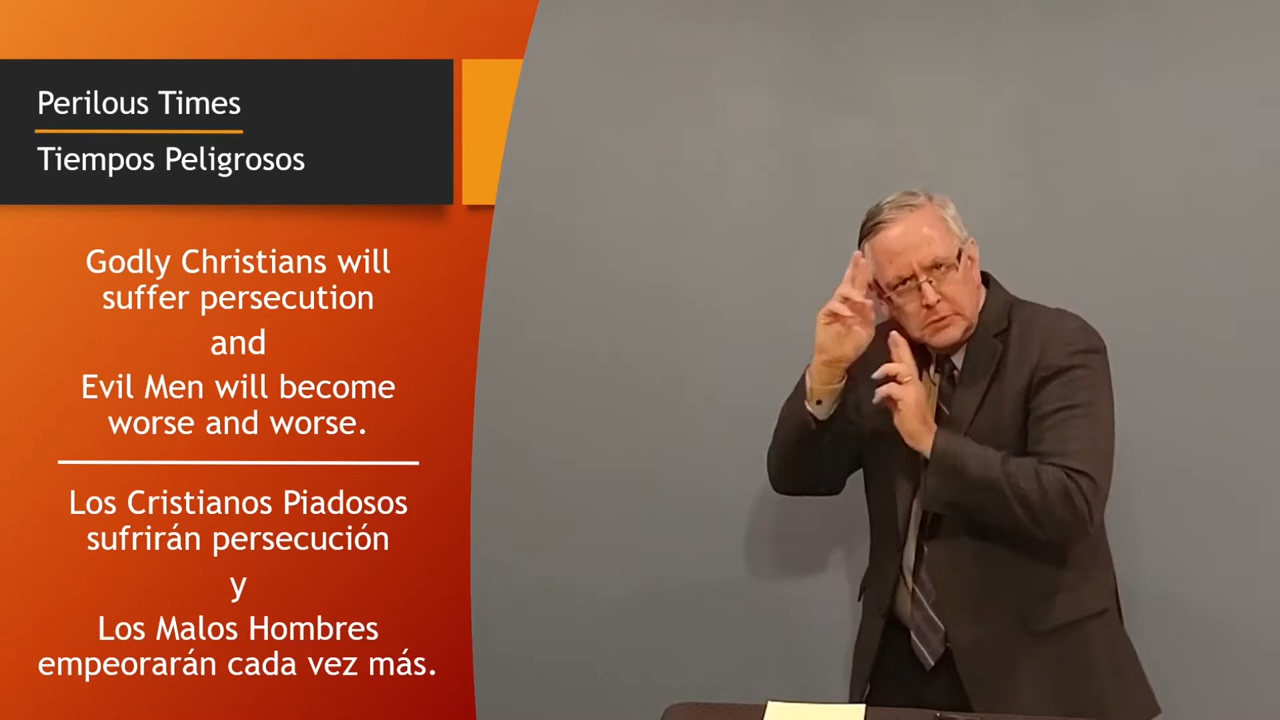 Perilous Times
Tiempos Peligrosos
Godly Christians will
suffer persecution
and
Evil Men will become
worse and worse.
Los Cristianos Piadosos
sufrirán persecución
y
Los Malos Hombres
empeorarán cada vez más.